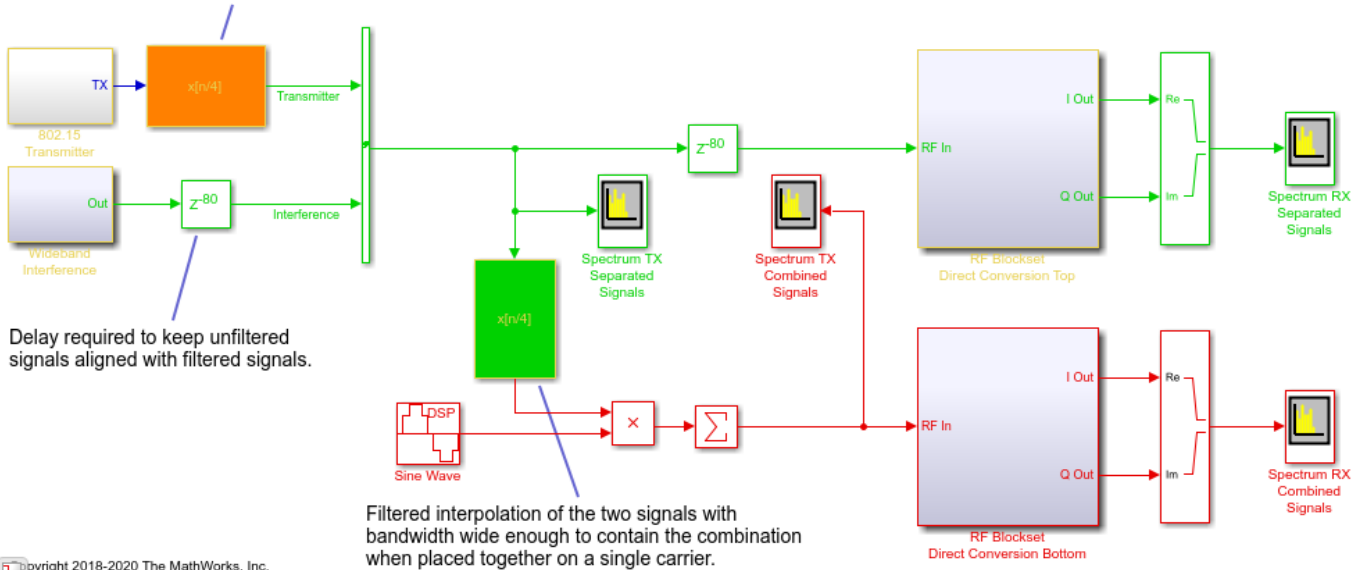 TX
x[n/4]
Transmitter
802.15
Transmitter
Out
Z-80
Interference
Wideband
Interference
Delay required to keep unfiltered
signals aligned with filtered signals.
Z-80
Spectrum TX
Separated
Signals
Spectrum TX
Combined
Signals
x[n/4]
DSP
Sine Wave
×
Σ
Filtered interpolation of the two signals with
bandwidth wide enough to contain the combination
when placed together on a single carrier.
RF In
I Out
Q Out
RF Blockset
Direct Conversion Top
Re
Im
Spectrum RX
Separated
Signals
RF In
I Out
Q Out
RF Blockset
Direct Conversion Bottom
Re
Im
Spectrum RX
Combined
Signals
pyright 2018-2020 The MathWorks, Inc.